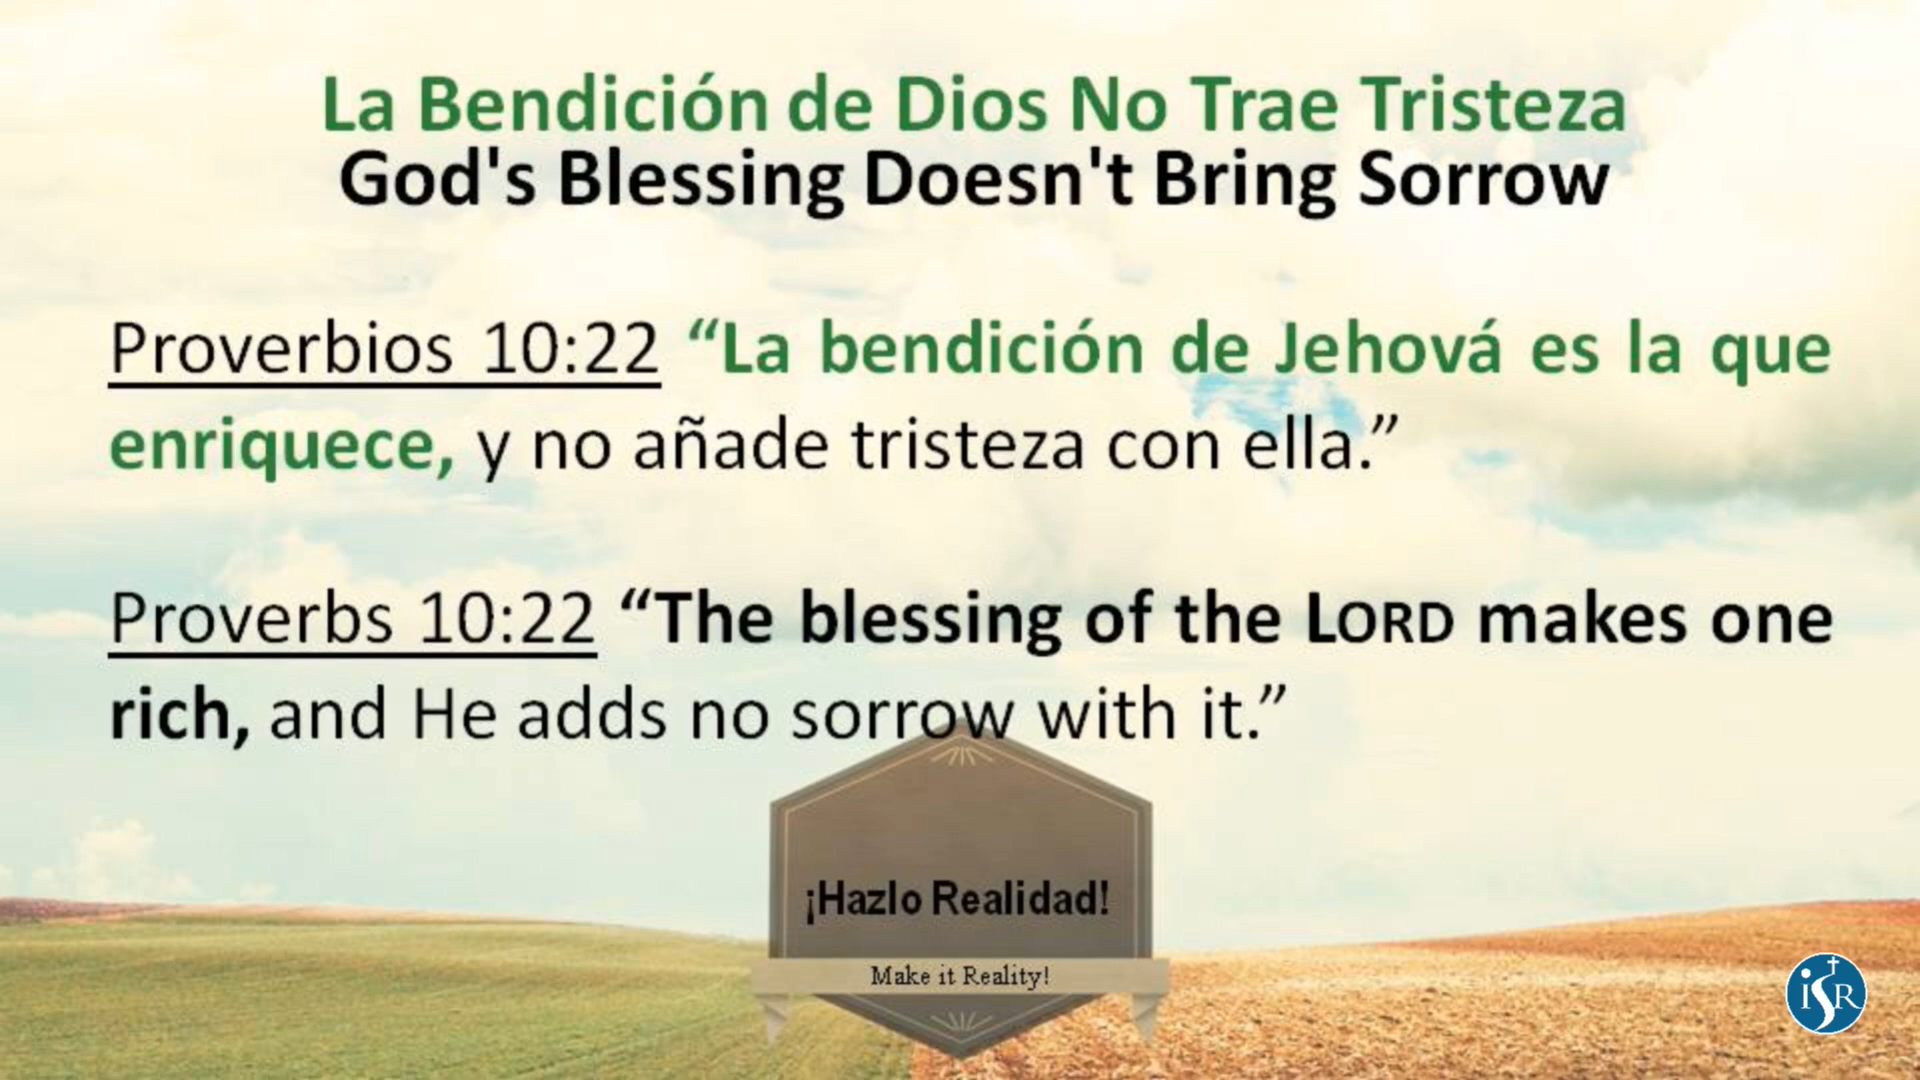 La Bendición de Dios No Trae Tristeza
God's Blessing Doesn't Bring Sorrow
Proverbios 10:22 “La bendición de Jehová es la que
enriquece, y no añade tristeza con ella.”
Proverbs 10:22 “The blessing of the LORD makes one
rich, and He adds no sorrow with it.”
¡Hazlo Realidad!
Make it Reality!
iSR